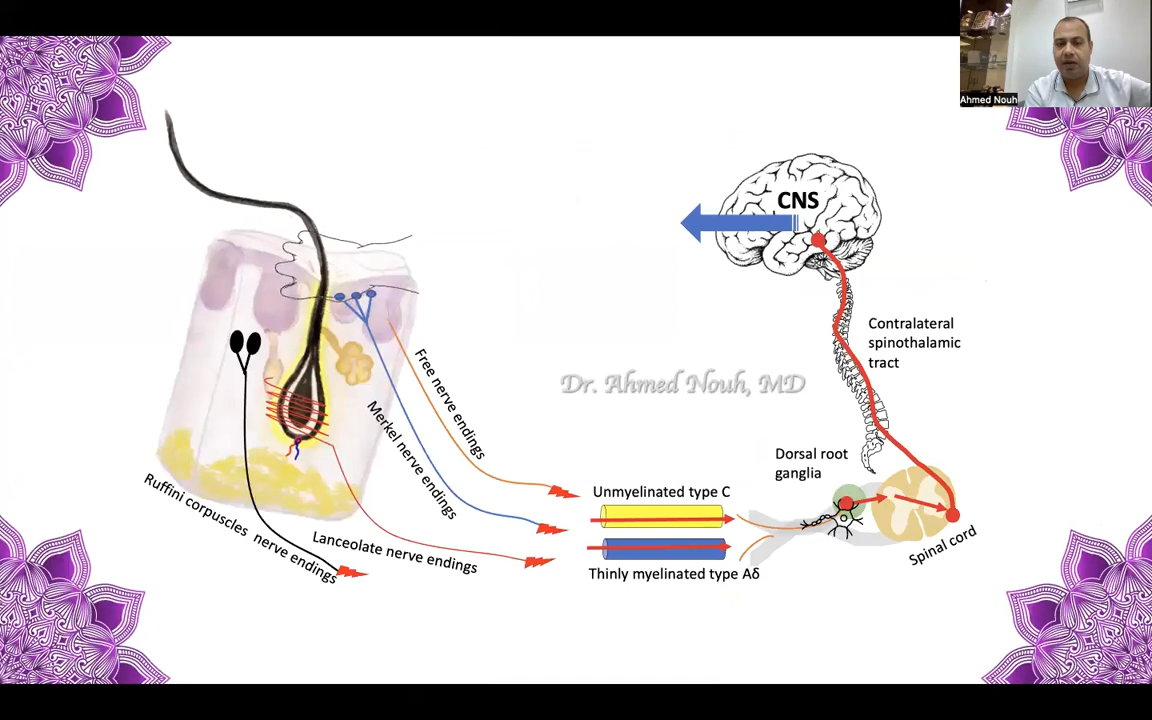 Ahmed Nouh
CNS
Contralateral
spinothalamic
tract
Free nerve endings
Dr. Ahmed Nouh, MD
Merkel nerve endings
Dorsal root
ganglia
Unmyelinated type C
Ruffini corpuscles nerve endings
Lanceolate nerve endings
Spinal cord
Thinly myelinated type Aδ